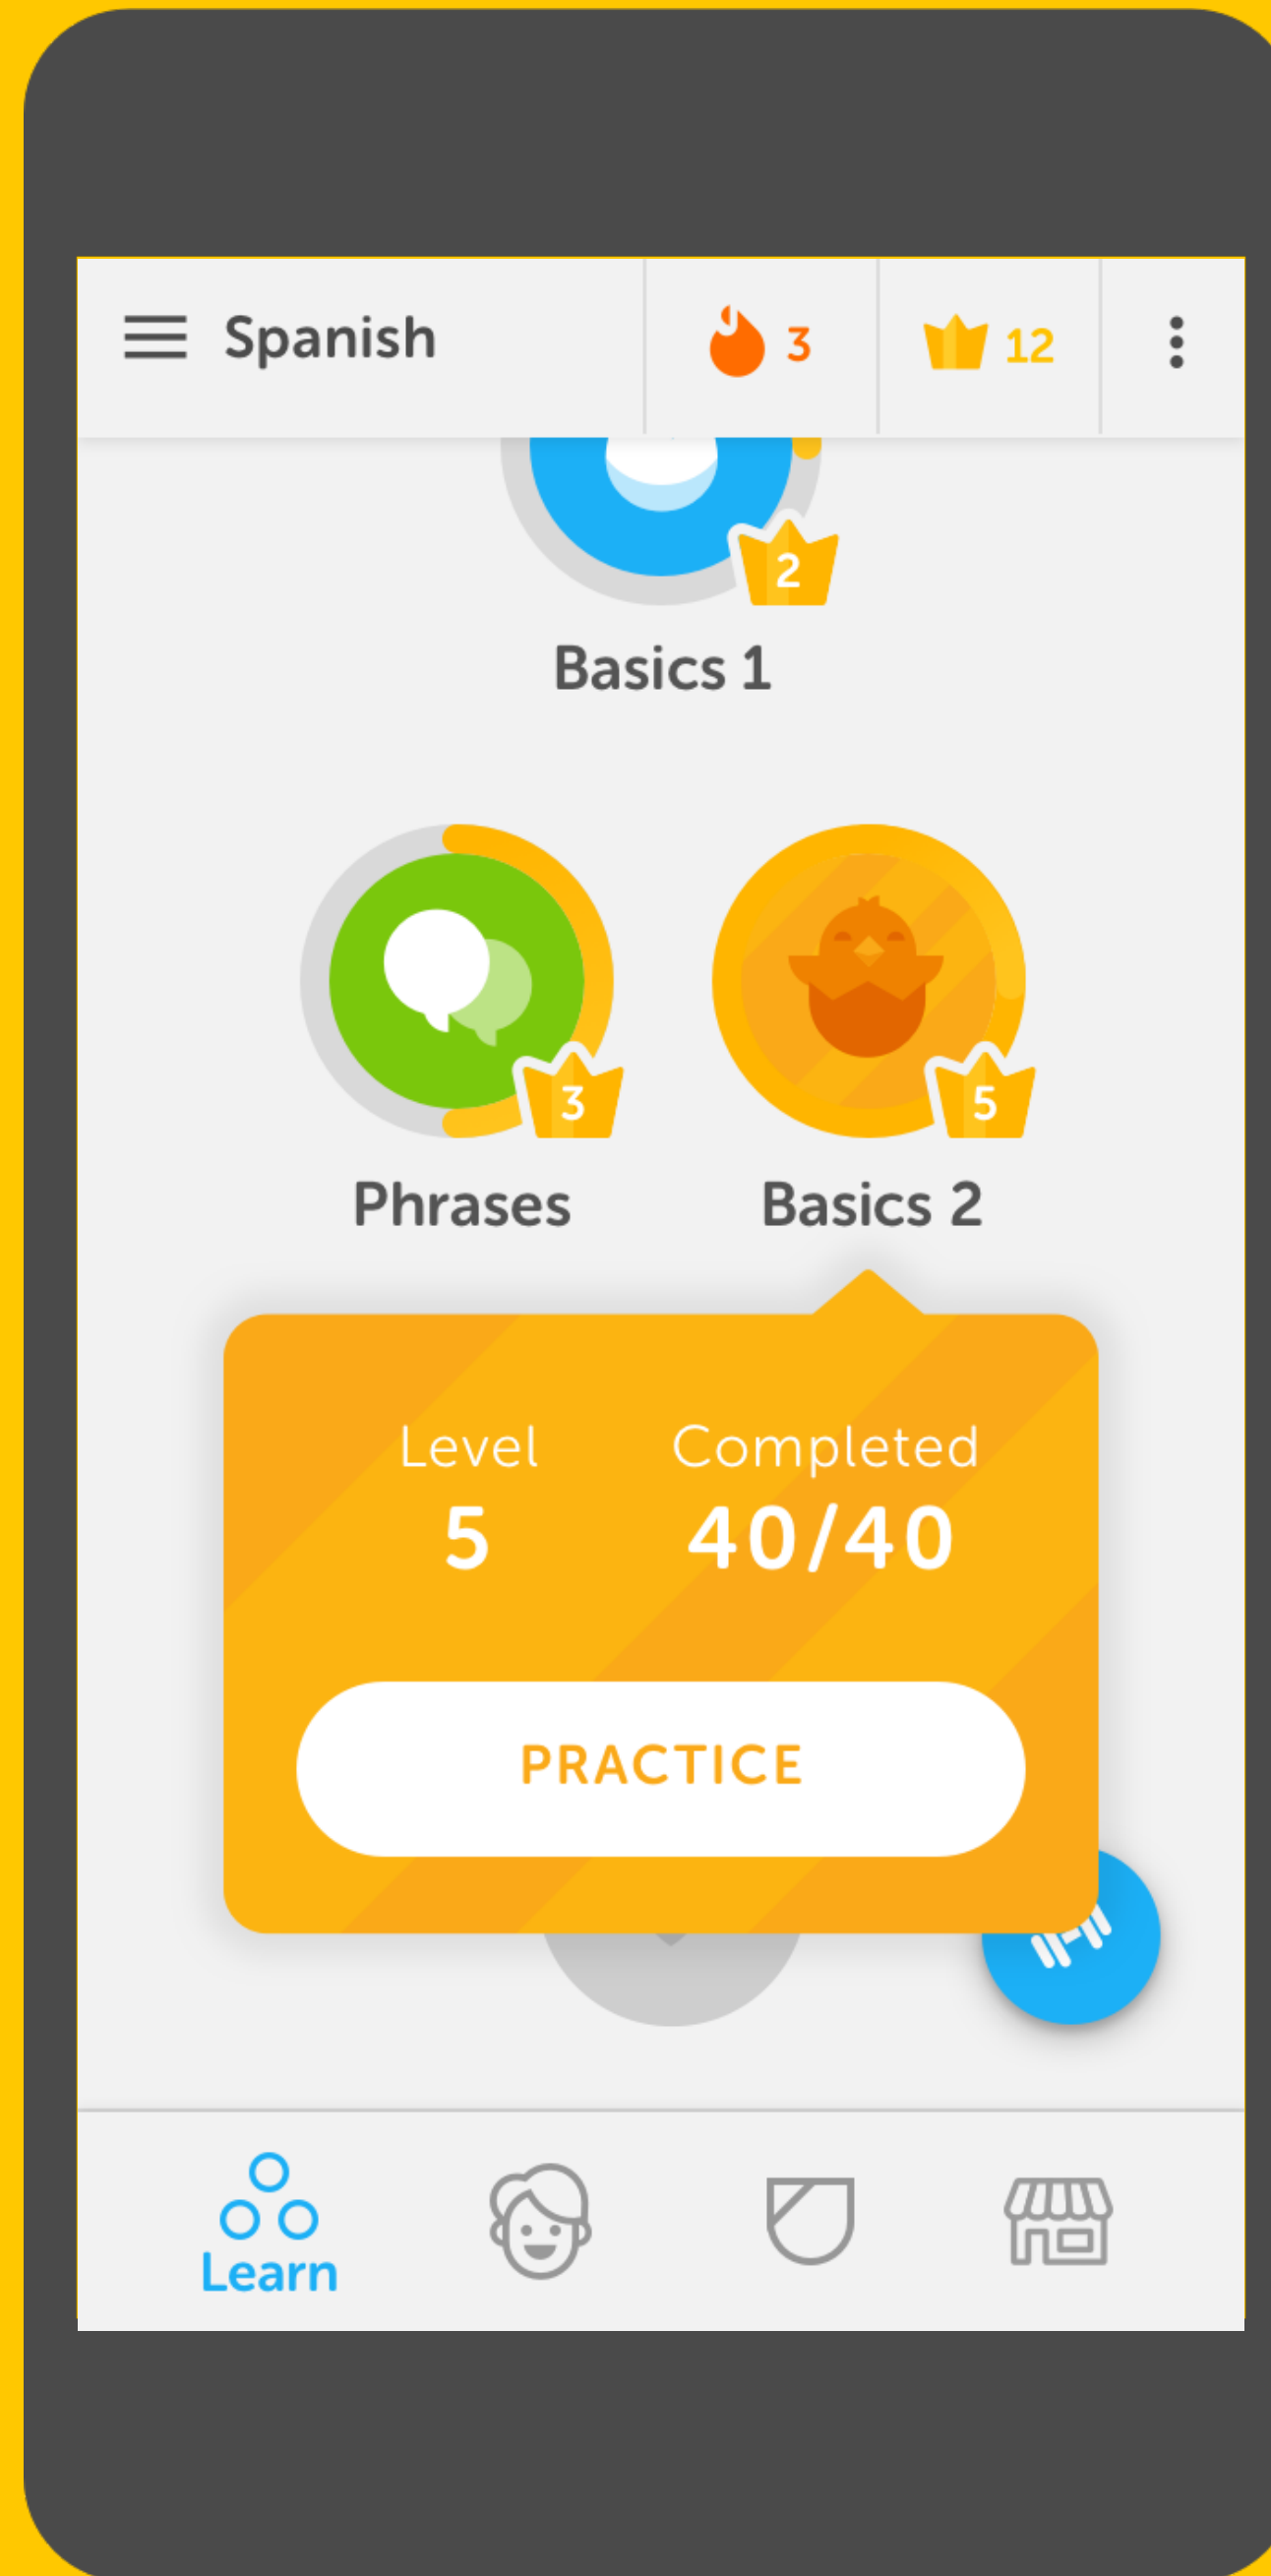 Spanish 3 12
2
Basics 1
3 5
Phrases Basics 2
Level Completed
5 40/40
PRACTICE
Learn